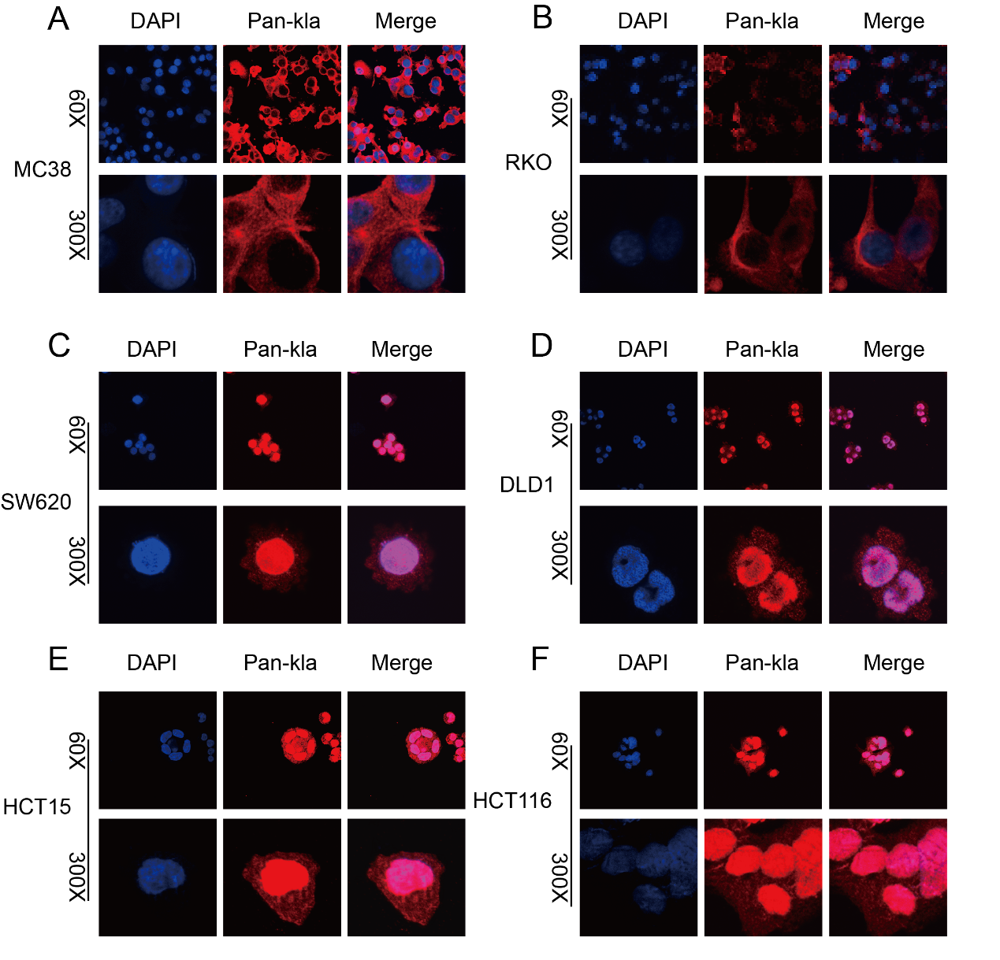 A
DAPI Pan-kla Merge
60X
MC38
300X
B
DAPI Pan-kla Merge
60X
RKO
300X
C
DAPI Pan-kla Merge
60X
SW620
300X
D
DAPI Pan-kla Merge
60X
DLD1
300X
E
DAPI Pan-kla Merge
60X
HCT15
300X
F
DAPI Pan-kla Merge
60X
HCT116
300X